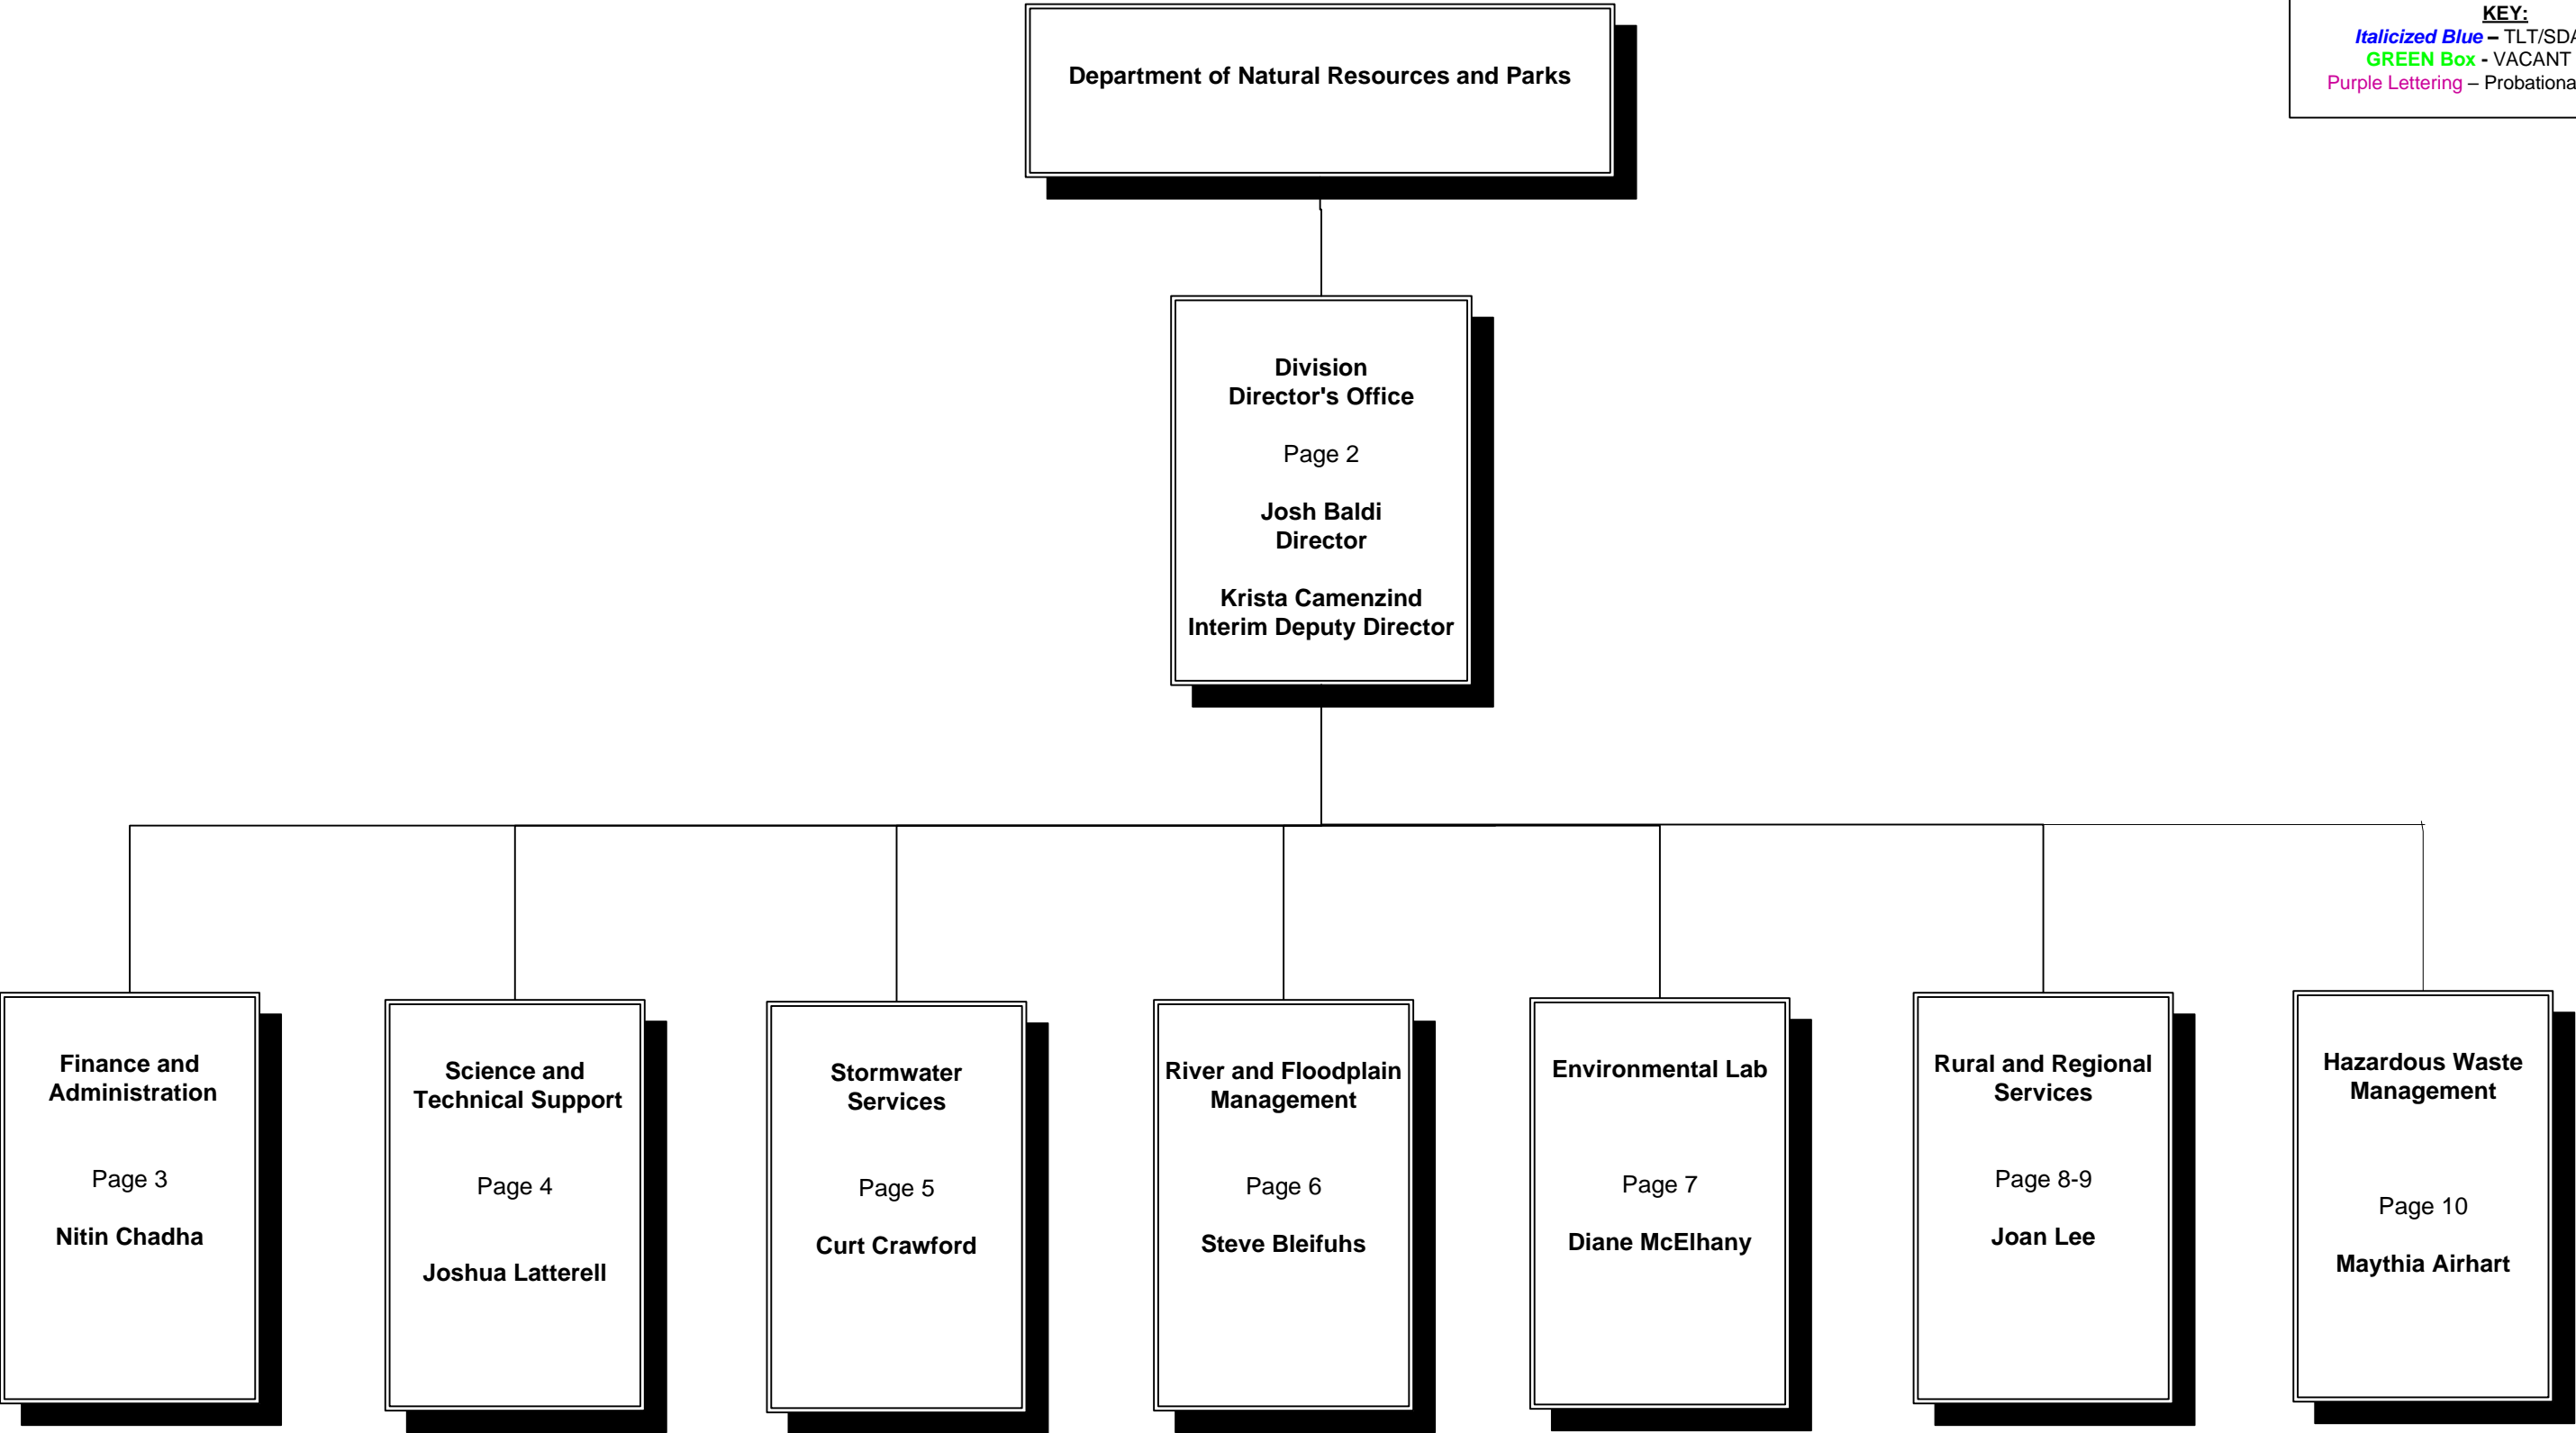 Department of Natural Resources and Parks
KEY:
Italicized Blue – TLT/SDA
GREEN Box - VACANT
Purple Lettering –
Division
Director's Office
Page 2
Josh Baldi
Director
Krista Camenzind
Interim Deputy Director
Finance and
Administration
Page 3
Nitin Chadha
Science and
Technical Support
Page 4
Joshua Latterell
Stormwater
Services
Page 5
Curt Crawford
River and Floodplain
Management
Page 6
Steve Bleifuhs
Environmental Lab
Page 7
Diane McElhany
Rural and Regional
Services
Page 8-9
Joan Lee
Hazardous Waste
Management
Page 10
Maythia Airhart